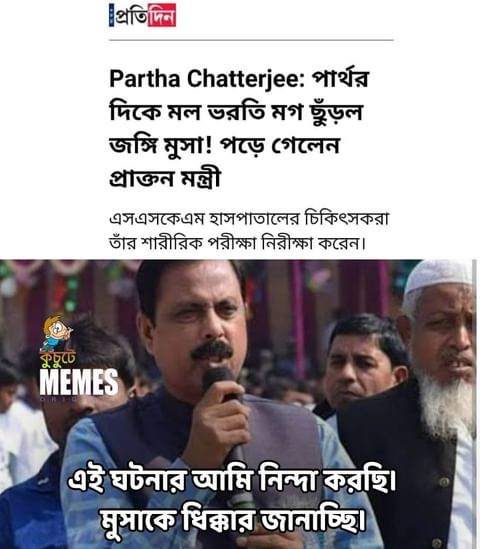 প্রতিদিন
Partha Chatterjee: পার্থর
দিকে মল ভরতি মগ ছুঁড়ল
জঙ্গি মুসা! পড়ে গেলেন
প্রাক্তন মন্ত্রী
এসএসকেএম হাসপাতালের চিকিৎসকরা
তাঁর শারীরিক পরীক্ষা নিরীক্ষা করেন।
কুচুটে
MEMES
ORIGINAL
এই ঘটনার আমি নিন্দা করছি।
মুসাকে ধিক্কার জানাচ্ছি।